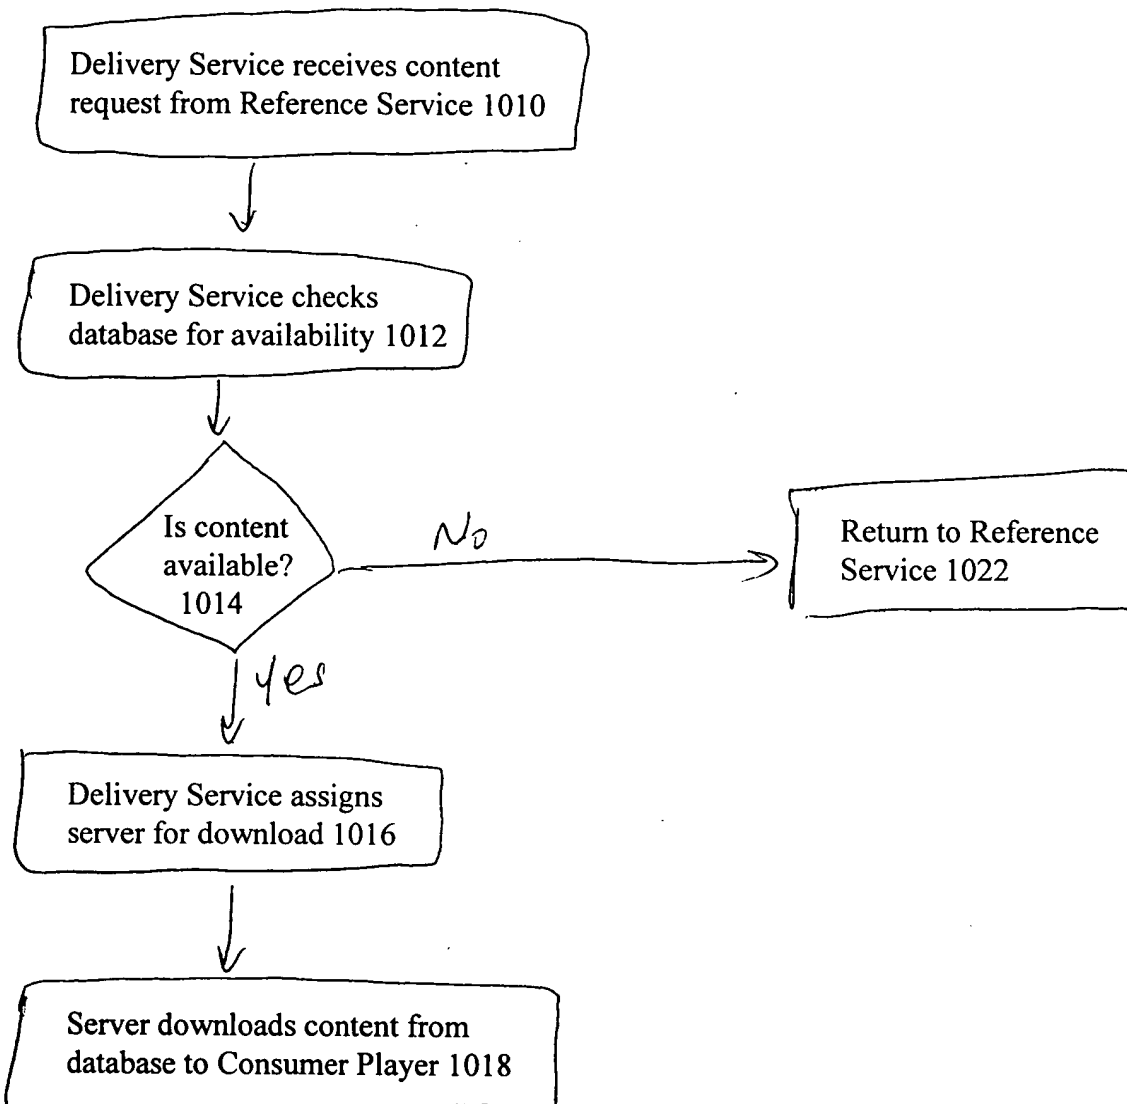 Delivery Service receives content
request from Reference Service 1010
Delivery Service checks
database for availability 1012
Is content
available?
1014
No
Return to Reference
Service 1022
yes
Delivery Service assigns
server for download 1016
Server downloads content from
database to Consumer Player 1018